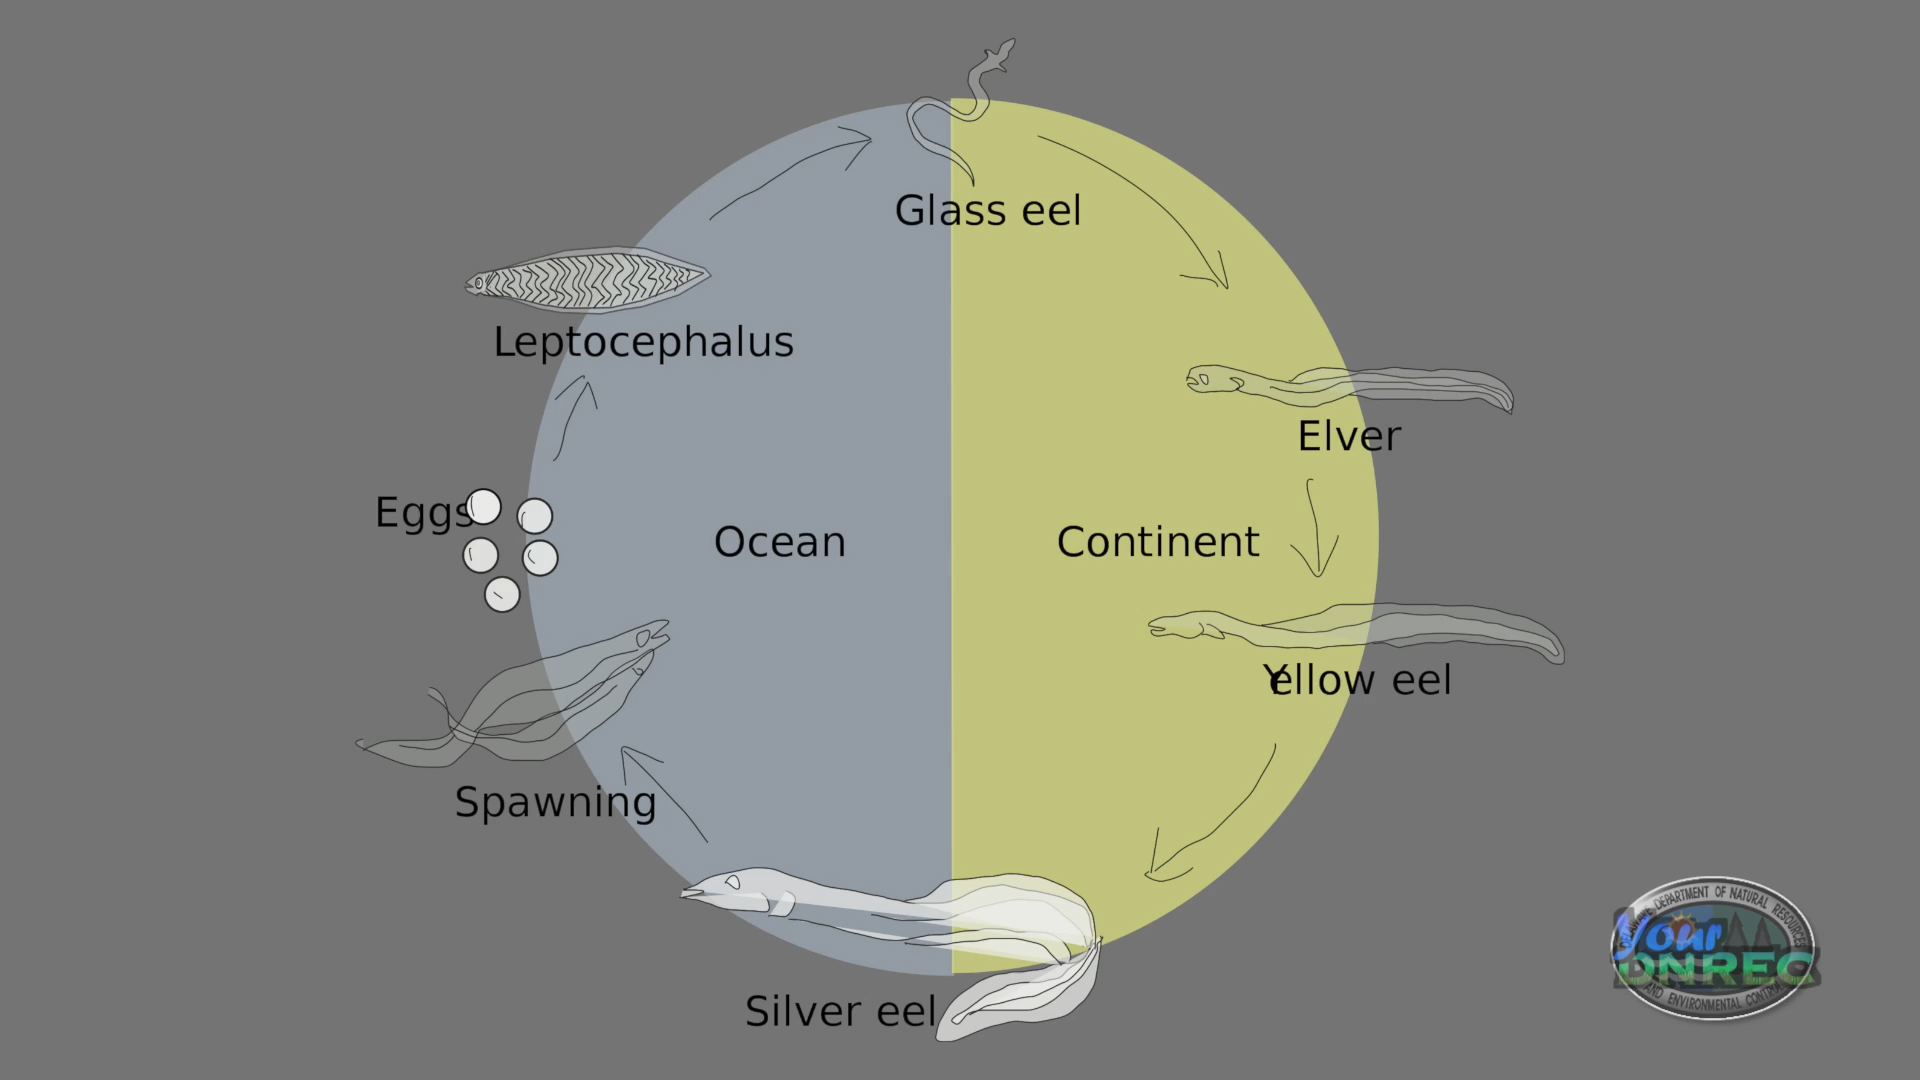 Glass eel
Leptocephalus
Elver
Eggs
Ocean
Continent
Yellow eel
Spawning
Silver eel
DELAWARE DEPARTMENT OF NATURAL RESOURCES
Your
DNREC
AND ENVIRONMENTAL CONTROL